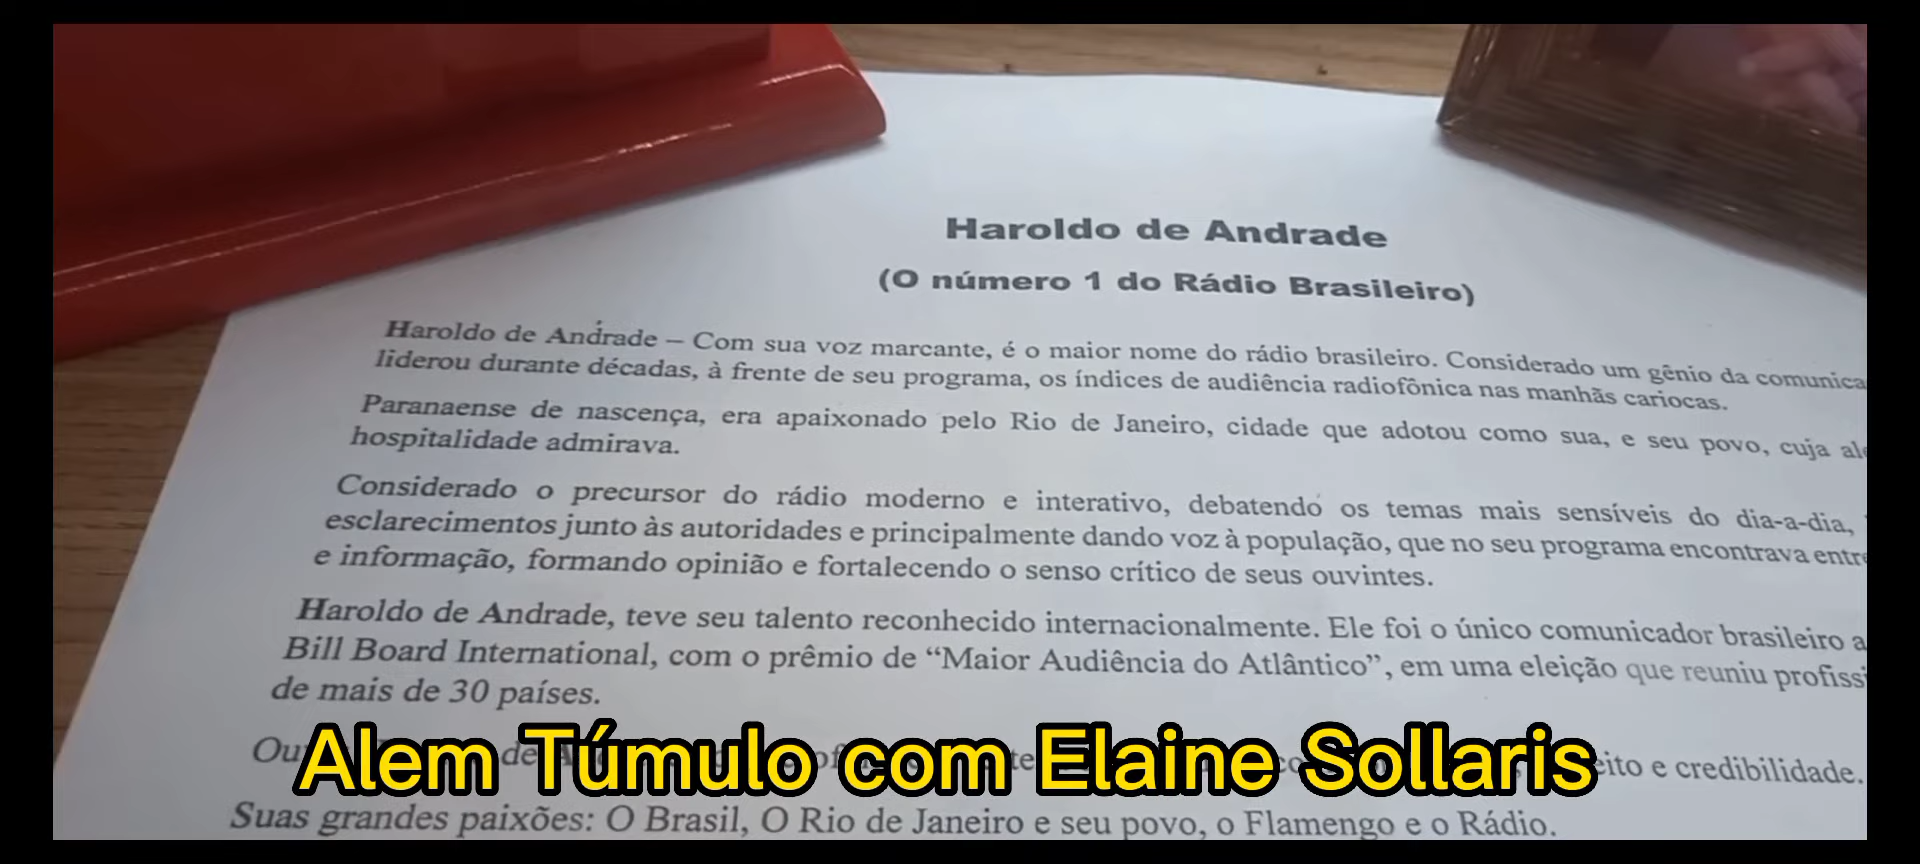 Haroldo de Andrade
(O número 1 do Rádio Brasileiro)
Haroldo de Andrade – Com sua voz marcante, é o maior nome do rádio brasileiro. Considerado um gênio da
liderou durante décadas, à frente de seu programa, os índices de audiência radiofônica nas manhãs cariocas.
Paranaense de nascença, era apaixonado pelo Rio de Janeiro, cidade que adotou como sua, e seu povo, cuja
hospitalidade admirava.
Considerado o precursor do rádio moderno e interativo, debatendo os temas mais sensíveis do dia-a-dia,
esclarecimentos junto às autoridades e principalmente dando voz à população, que no seu programa encontrava
e informação, formando opinião e fortalecendo o senso crítico de seus ouvintes.
Haroldo de Andrade, teve seu talento reconhecido internacionalmente. Ele foi o único comunicador brasileiro
Bill Board International, com o prêmio de “Maior Audiência do Atlântico”, em uma eleição que reuniu
de mais de 30 países.
e credibilidade.
Alem Túmulo com Elaine Sollaris
Suas grandes paixões: O Brasil, O Rio de Janeiro e seu povo, o Flamengo e o Rádio.